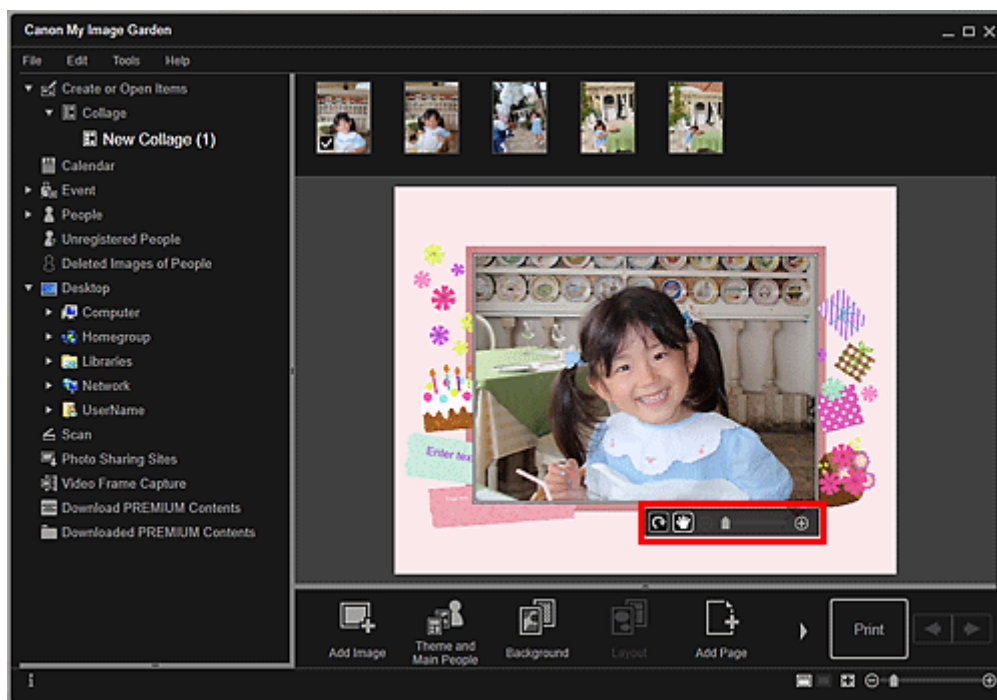 Canon My Image Garden
File Edit Tools Help
Create or Open Items
Collage
New Collage (1)
Calendar
Event
People
Unregistered People
Deleted Images of People
Desktop
Computer
Homegroup
Libraries
Network
UserName
Scan
Photo Sharing Sites
Video Frame Capture
Download PREMIUM Contents
Downloaded PREMIUM Contents
Enter tex
Add Image
Theme and
Main People
Background
Layout
Add Page
Print